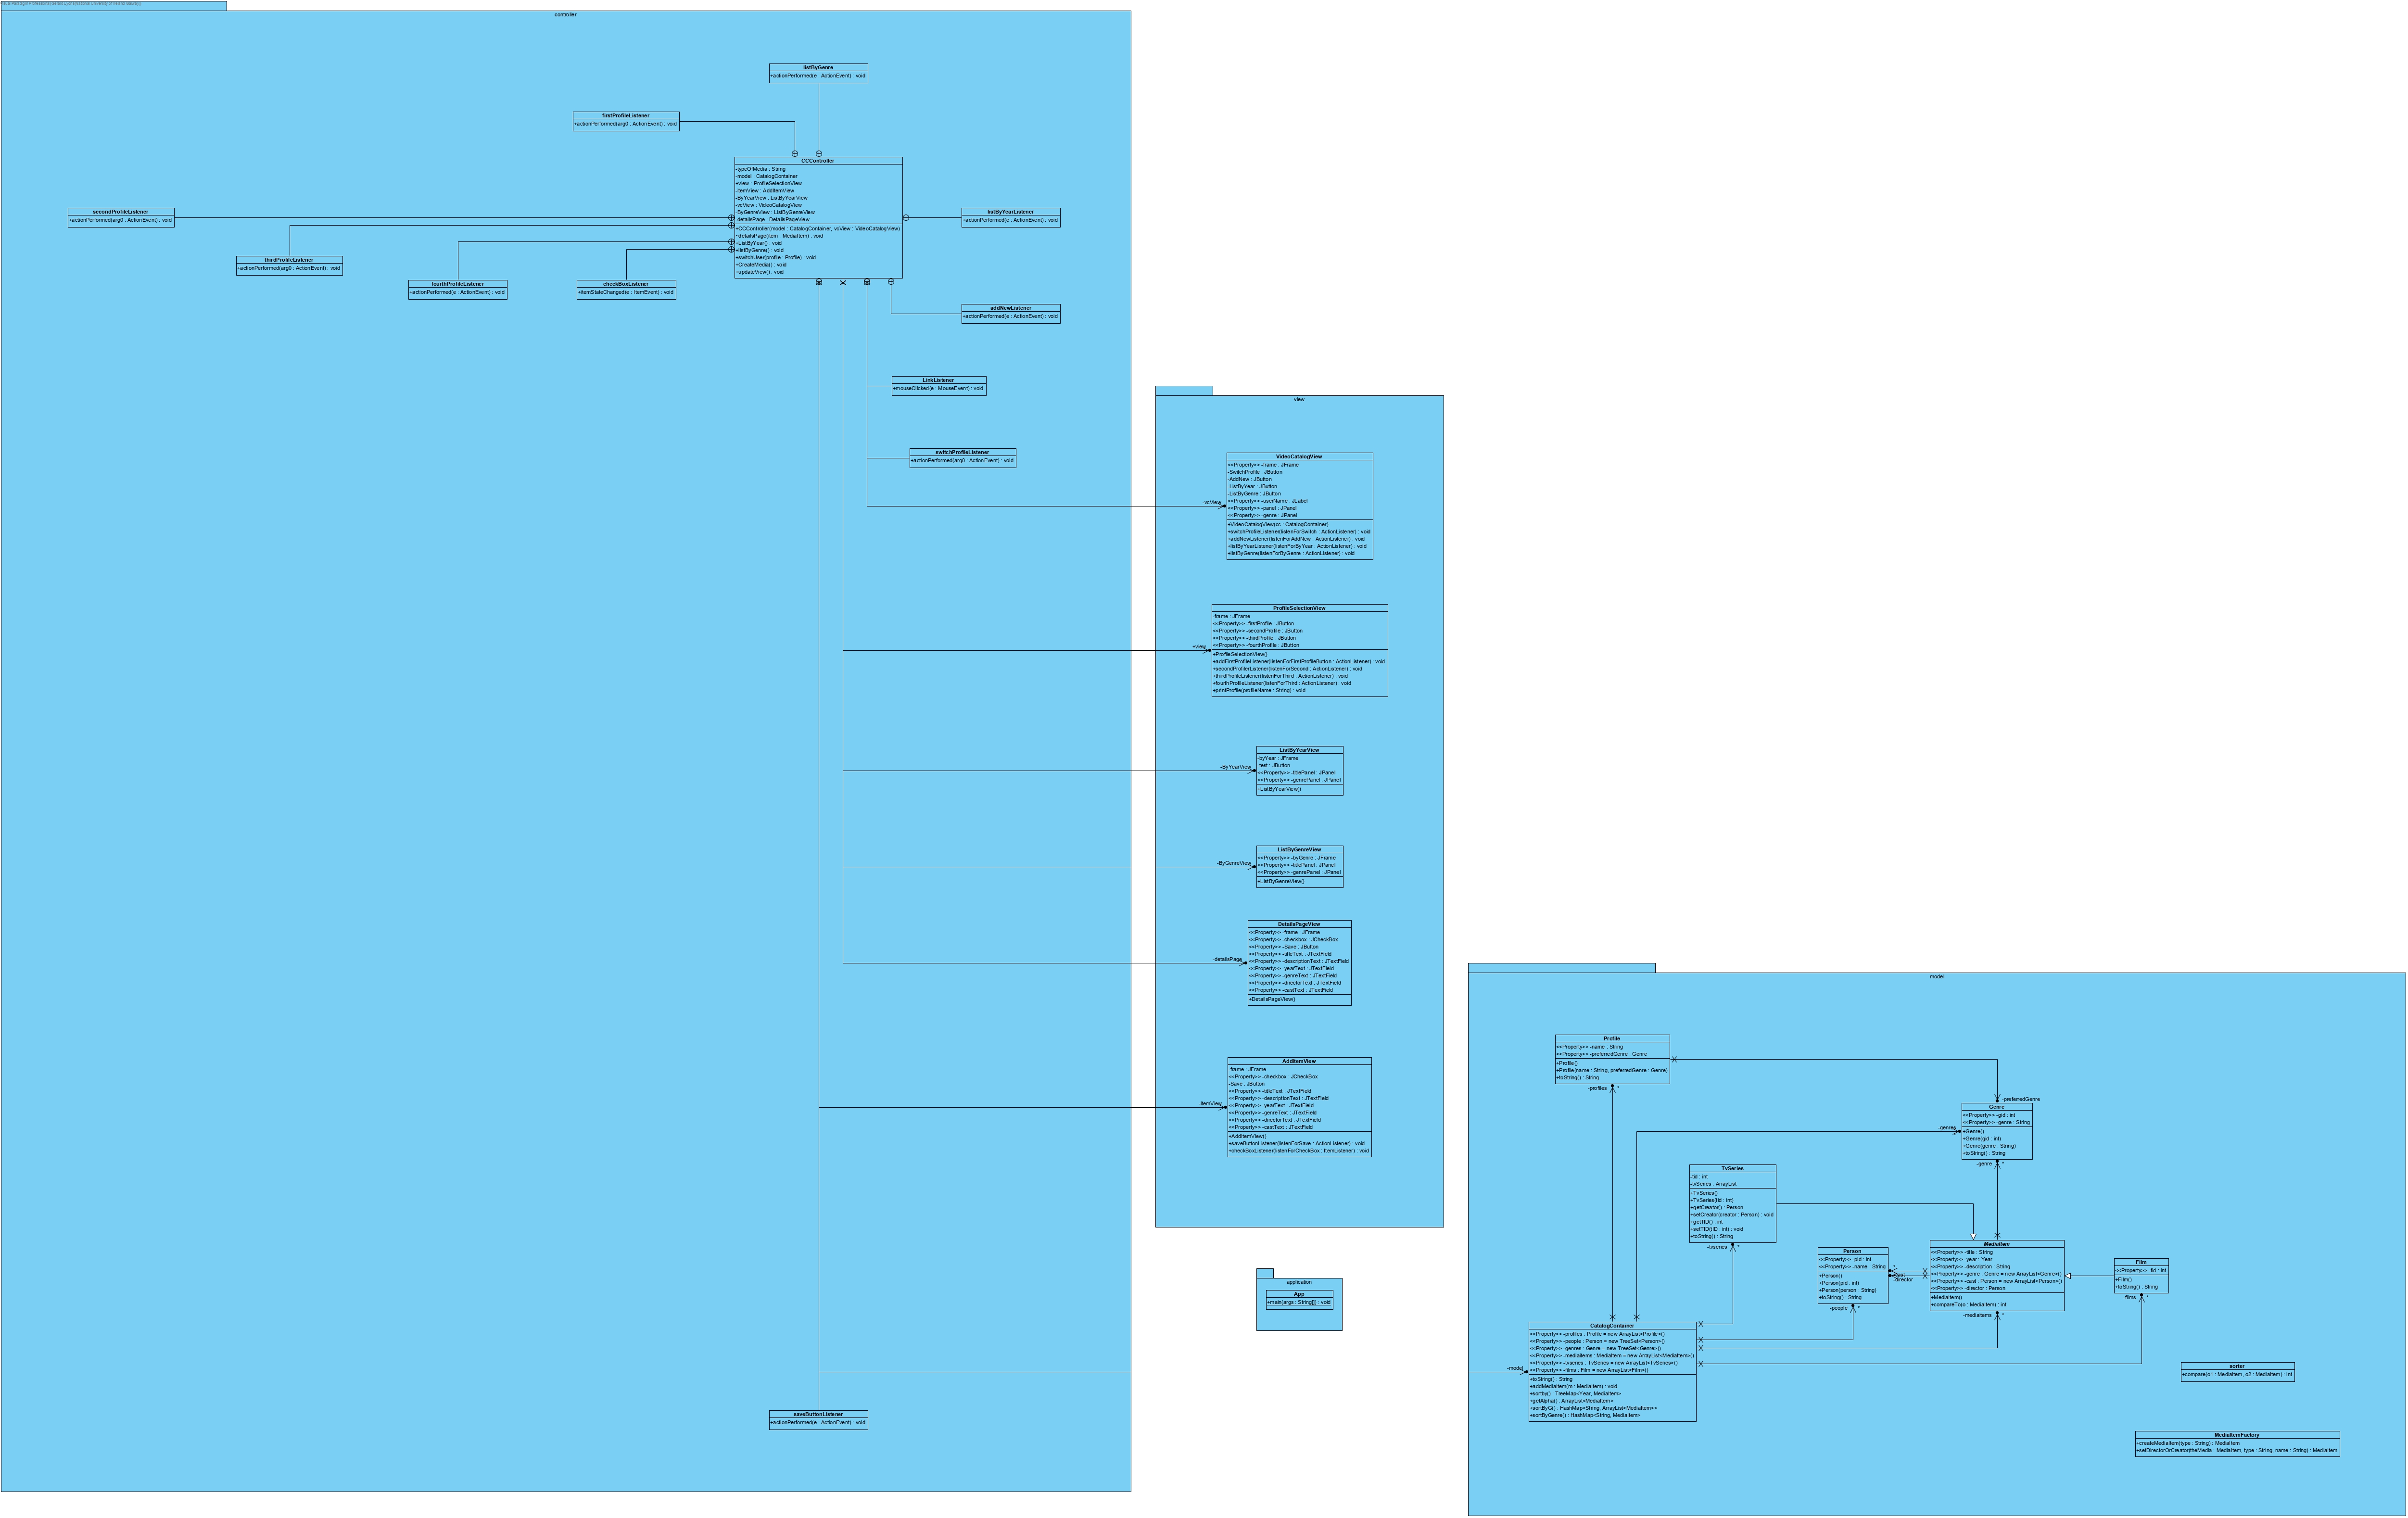 controller
listByGenre
+actionPerformed(e : ActionEvent) : void
firstProfileListener
+actionPerformed(arg0 : ActionEvent) : void
CCController
-typeOfMedia : String
-model : CatalogContainer
+view : ProfileSelectionView
-itemView : AddItemView
-ByYearView : ListByYearView
-vcView : VideoCatalogView
-ByGenreView : ListByGenreView
-detailsPage : DetailsPageView
+CCController(model : CatalogContainer, vcView : VideoCatalogView)
~detailsPage(item : MediaItem) : void
+ListByYear() : void
+listByGenre() : void
+switchUser(profile : Profile) : void
+CreateMedia() : void
+updateView() : void
secondProfileListener
+actionPerformed(arg0 : ActionEvent) : void
listByYearListener
+actionPerformed(e : ActionEvent) : void
thirdProfileListener
+actionPerformed(arg0 : ActionEvent) : void
fourthProfileListener
+actionPerformed(e : ActionEvent) : void
checkBoxListener
+itemStateChanged(e : ItemEvent) : void
addNewListener
+actionPerformed(e : ActionEvent) : void
LinkListener
+mouseClicked(e : MouseEvent) : void
switchProfileListener
+actionPerformed(arg0 : ActionEvent) : void
saveButtonListener
+actionPerformed(e : ActionEvent) : void
view
-vcView
VideoCatalogView
<<Property>> -frame : JFrame
-SwitchProfile : JButton
-AddNew : JButton
-ListByYear : JButton
-ListByGenre : JButton
<<Property>> -userName : JLabel
<<Property>> -panel : JPanel
<<Property>> -genre : JPanel
+VideoCatalogView(cc : CatalogContainer)
+switchProfileListener(listenForSwitch : ActionListener) : void
+addNewListener(listenForAddNew : ActionListener) : void
+listByYearListener(listenForByYear : ActionListener) : void
+listByGenre(listenForByGenre : ActionListener) : void
+view
ProfileSelectionView
-frame : JFrame
<<Property>> -firstProfile : JButton
<<Property>> -secondProfile : JButton
<<Property>> -thirdProfile : JButton
<<Property>> -fourthProfile : JButton
+ProfileSelectionView()
+addFirstProfileListener(listenForFirstProfileButton : ActionListener) : void
+secondProfilerListener(listenForSecond : ActionListener) : void
+thirdProfileListener(listenForThird : ActionListener) : void
+fourthProfileListener(listenForThird : ActionListener) : void
+printProfile(profileName : String) : void
-ByYearView
ListByYearView
-byYear : JFrame
-test : JButton
<<Property>> -titlePanel : JPanel
<<Property>> -genrePanel : JPanel
+ListByYearView()
-ByGenreView
ListByGenreView
<<Property>> -byGenre : JFrame
<<Property>> -titlePanel : JPanel
<<Property>> -genrePanel : JPanel
+ListByGenreView()
-detailsPage
DetailsPageView
<<Property>> -frame : JFrame
<<Property>> -checkbox : JCheckBox
<<Property>> -Save : JButton
<<Property>> -titleText : JTextField
<<Property>> -descriptionText : JTextField
<<Property>> -yearText : JTextField
<<Property>> -genreText : JTextField
<<Property>> -directorText : JTextField
<<Property>> -castText : JTextField
+DetailsPageView()
-itemView
AddItemView
-frame : JFrame
<<Property>> -checkbox : JCheckBox
-Save : JButton
<<Property>> -titleText : JTextField
<<Property>> -descriptionText : JTextField
<<Property>> -yearText : JTextField
<<Property>> -genreText : JTextField
<<Property>> -directorText : JTextField
<<Property>> -castText : JTextField
+AddItemView()
+saveButtonListener(listenForSave : ActionListener) : void
+checkBoxListener(listenForCheckBox : ItemListener) : void
application
App
+main(args : String[]) : void
model
Profile
<<Property>> -name : String
<<Property>> -preferredGenre : Genre
+Profile()
+Profile(name : String, preferredGenre : Genre)
+toString() : String
-profiles *
-preferredGenre
Genre
<<Property>> -gid : int
<<Property>> -genre : String
+Genre()
+Genre(gid : int)
+Genre(genre : String)
+toString() : String
-genres
*
-genre *
TvSeries
-tid : int
-tvSeries : ArrayList
+TvSeries()
+TvSeries(tid : int)
+getCreator() : Person
+setCreator(creator : Person) : void
+getTID() : int
+setTID(tID : int) : void
+toString() : String
-tvseries *
Person
<<Property>> -pid : int
<<Property>> -name : String
+Person()
+Person(pid : int)
+Person(person : String)
+toString() : String
-people *
*
-cast
-director
MediaItem
<<Property>> -title : String
<<Property>> -year : Year
<<Property>> -description : String
<<Property>> -genre : Genre = new ArrayList<Genre>()
<<Property>> -cast : Person = new ArrayList<Person>()
<<Property>> -director : Person
+MediaItem()
+compareTo(o : MediaItem) : int
-mediaitems *
Film
<<Property>> -fid : int
+Film()
+toString() : String
-films *
-model
CatalogContainer
<<Property>> -profiles : Profile = new ArrayList<Profile>()
<<Property>> -people : Person = new TreeSet<Person>()
<<Property>> -genres : Genre = new TreeSet<Genre>()
<<Property>> -mediaitems : MediaItem = new ArrayList<MediaItem>()
<<Property>> -tvseries : TvSeries = new ArrayList<TvSeries>()
<<Property>> -films : Film = new ArrayList<Film>()
+toString() : String
+addMediaItem(m : MediaItem) : void
+sortby() : TreeMap<Year, MediaItem>
+getAlpha() : ArrayList<MediaItem>
+sortByG() : HashMap<String, ArrayList<MediaItem>>
+sortByGenre() : HashMap<String, MediaItem>
sorter
+compare(o1 : MediaItem, o2 : MediaItem) : int
MediaItemFactory
+createMediaItem(type : String) : MediaItem
+setDirectorOrCreator(theMedia : MediaItem, type : String, name : String) : MediaItem